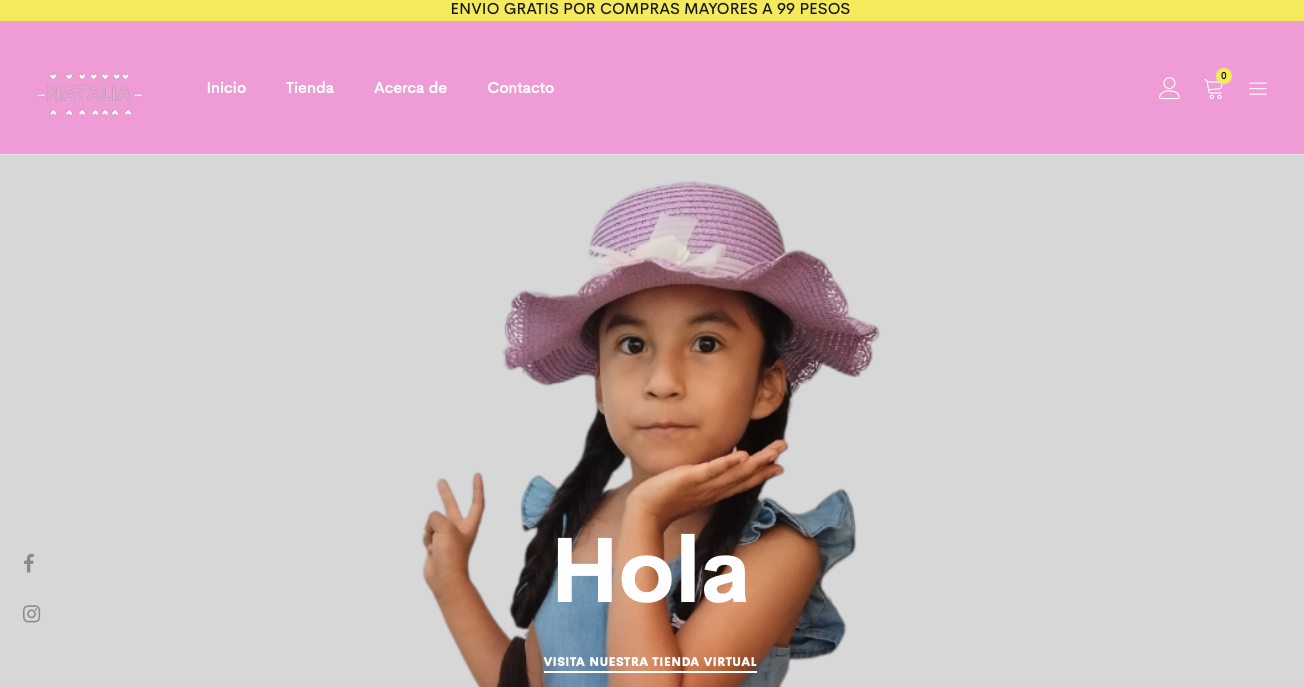 ENVIO GRATIS POR COMPRAS MAYORES A 99 PESOS
NATALIA
Inicio Tienda Acerca de Contacto
0
Hola
VISITA NUESTRA TIENDA VIRTUAL